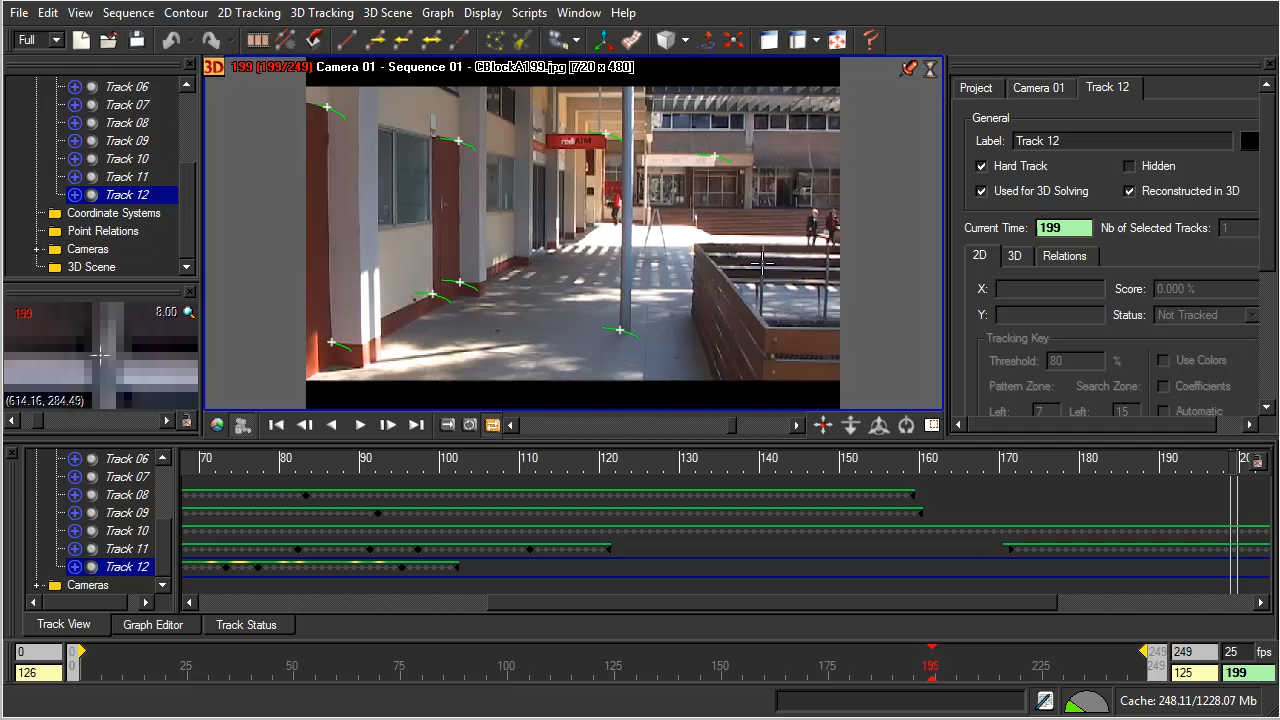 File Edit View Sequence Contour 2D Tracking 3D Tracking 3D Scene Graph Display Scripts Window Help
Full
3D 199 (199/249) Camera 01 - Sequence 01 - CBlockA199.jpg [720 x 480]
Track 06
Track 07
Track 08
Track 09
Track 10
Track 11
Track 12
Coordinate Systems
Point Relations
Cameras
3D Scene
199 8.00
(614.16, 284.49)
Project Camera 01 Track 12
General
Label: Track 12
Hard Track Hidden
Used for 3D Solving Reconstructed in 3D
Current Time: 199 Nb of Selected Tracks: 1
2D 3D Relations
X: Score: 0.000 %
Y: Status: Not Tracked
Tracking Key
Threshold: 80 % Use Colors
Pattern Zone: Search Zone: Coefficients
Left: 7 Left: 15 Automatic
70 80 90 100 110 120 130 140 150 160 170 180 190
Track 06
Track 07
Track 08
Track 09
Track 10
Track 11
Track 12
Cameras
Track View Graph Editor Track Status
0 0 249 249 25 fps
126 0 25 50 75 100 125 150 175 199 225 249 125 199
Cache: 248.11/1228.07 Mb